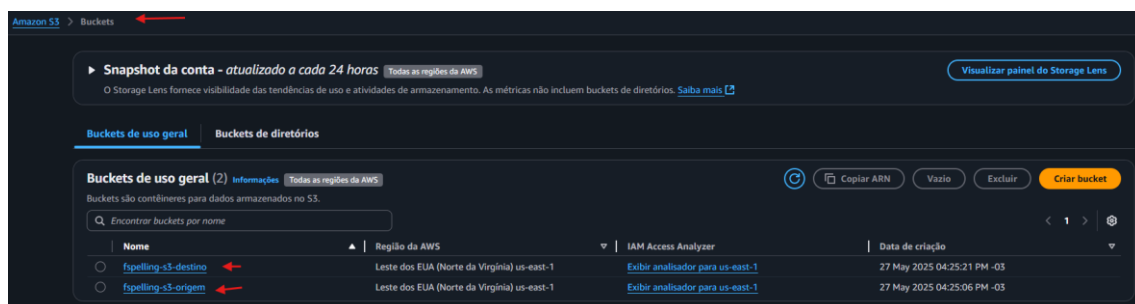 Amazon S3 > Buckets
Snapshot da conta - atualizado a cada 24 horas Todas as regiões da AWS
Visualizar painel do Storage Lens
O Storage Lens fornece visibilidade das tendências de uso e atividades de armazenamento. As métricas não incluem buckets de diretórios. Saiba mais
Buckets de uso geral Buckets de diretórios
Buckets de uso geral (2) Informações Todas as regiões da AWS
Copiar ARN Vazio Excluir Criar bucket
Buckets são contêineres para dados armazenados no S3.
Encontrar buckets por nome
< 1 >
Nome Região da AWS IAM Access Analyzer Data de criação
fspelling-s3-destino Leste dos EUA (Norte da Virgínia) us-east-1 Exibir analisador para us-east-1 27 May 2025 04:25:21 PM -03
fspelling-s3-origem Leste dos EUA (Norte da Virgínia) us-east-1 Exibir analisador para us-east-1 27 May 2025 04:25:06 PM -03